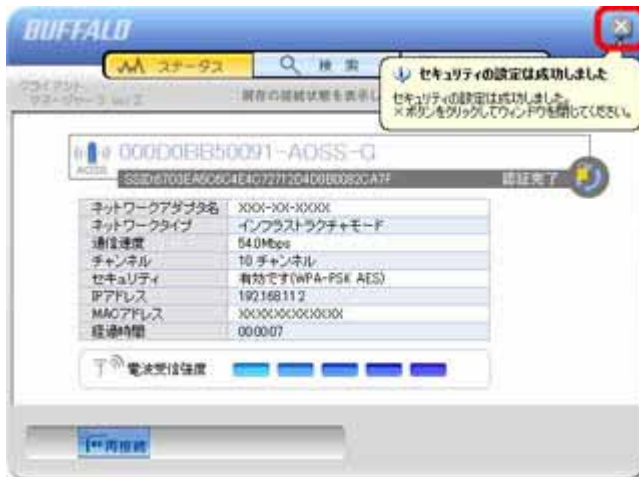 BUFFALO
ステータス
検索
セキュリティの設定は成功しました
セキュリティの設定は成功しました。
×ボタンをクリックしてウィンドウを閉じてください。
クライアント
マネージャ3
現在の接続状態を表示し
000D0BB50091-AOSS-G
AOSS
認証完了
ネットワークアダプタ名 XXX-XX-XXXX
ネットワークタイプ インフラストラクチャモード
通信速度 54.0Mbps
チャンネル 10 チャンネル
セキュリティ 有効です(WPA-PSK AES)
IPアドレス 192.168.11.2
MACアドレス XXXXXXXXXXXX
経過時間 00:00:07
電波受信強度
再接続